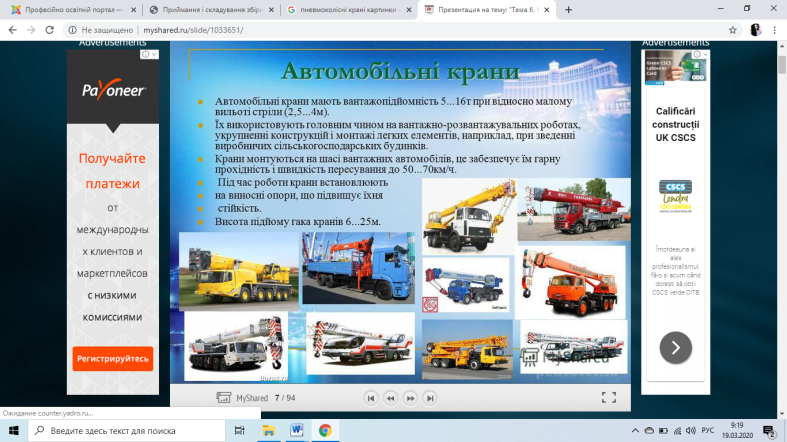 Професійно освітній портал —
Приймання і складування збірн
пневмоколісні крані картинки -
Презентация на тему: "Тема 6.
Не защищено
myshared.ru/slide/1033651/
Advertisements
Payoneer
Получайте
платежи
от
международны
х клиентов и
маркетплейсов
с низкими
комиссиями
Регистрируйтесь
Автомобільні крани
Автомобільні крани мають вантажопідйомність 5...16т при відносно малому
вильоті стріли (2,5...4м).
Їх використовують головним чином на вантажно-розвантажувальних роботах,
укрупненні конструкцій і монтажі легких елементів, наприклад, при зведенні
виробничих сільськогосподарських будинків.
Крани монтуються на шасі вантажних автомобілів, це забезпечує їм гарну
прохідність і швидкість пересування до 50...70км/ч.
Під час роботи крани встановлюють
на виносні опори, що підвищує їхня
стійкість.
Висота підйому гака кранів 6...25м.
MyShared
MyShared 7 / 94
Advertisements
Green CSCS
Labourer
Card
Calificări
construcții
UK CSCS
CSCS
Londra
Întotdeauna ai
ales
profesionalismul,
fă-o și acum când
dorești să obții
CSCS verde CITB
Ожидание counter.yadro.ru...
Введите здесь текст для поиска
РУС
9:19
19.03.2020
2